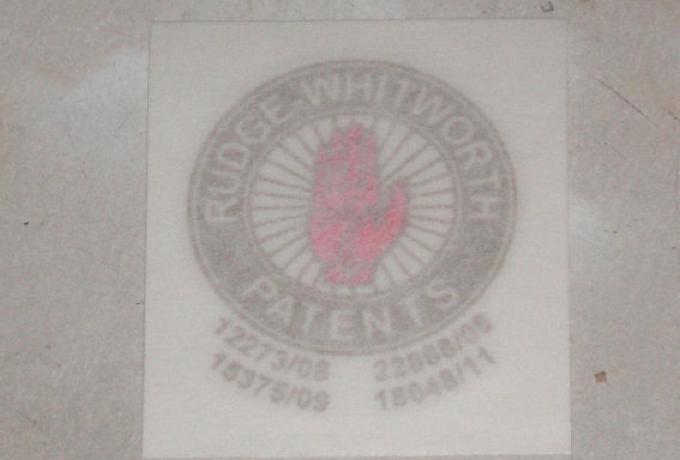 RUDGE-WHITWORTH
PATENTS
12273/08
15375/09
18048/11